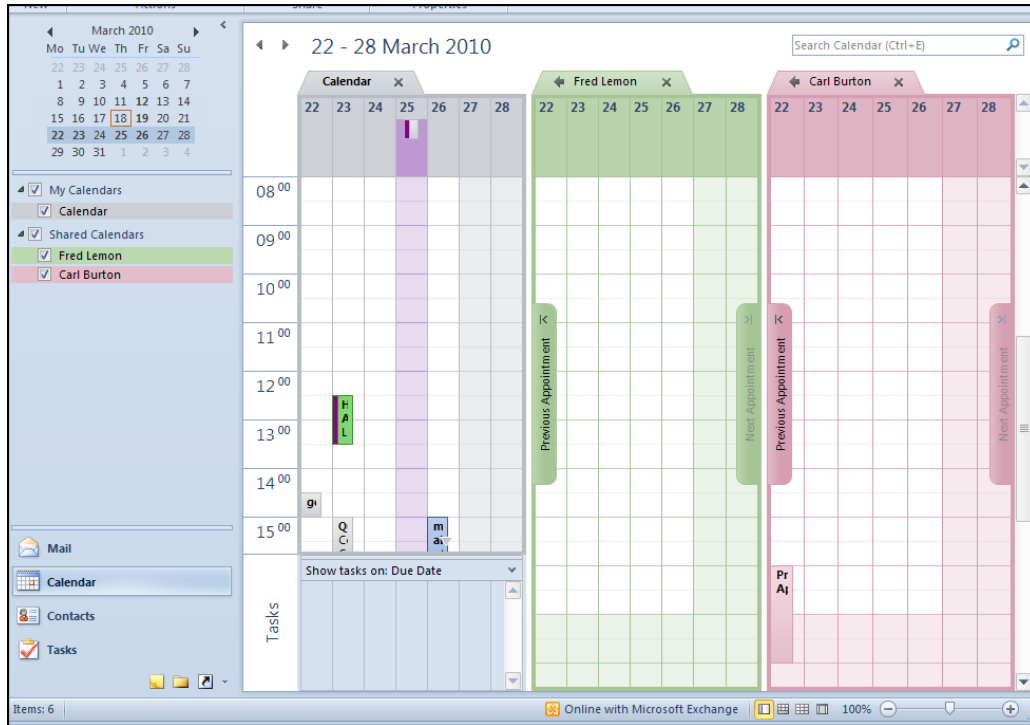 New Actions Share Properties
March 2010
Mo Tu We Th Fr Sa Su
22 23 24 25 26 27 28
1 2 3 4 5 6 7
8 9 10 11 12 13 14
15 16 17 18 19 20 21
22 23 24 25 26 27 28
29 30 31 1 2 3 4
My Calendars
Calendar
Shared Calendars
Fred Lemon
Carl Burton
Mail
Calendar
Contacts
Tasks
22 - 28 March 2010
Search Calendar (Ctrl+E)
Calendar
22 23 24 25 26 27 28
08 00
09 00
10 00
11 00
12 00
13 00
14 00
15 00
H
A
L
Q
m
Show tasks on: Due Date
Tasks
Fred Lemon
22 23 24 25 26 27 28
Previous Appointment
Next Appointment
Carl Burton
22 23 24 25 26 27 28
Previous Appointment
Next Appointment
Pr
Items: 6
Online with Microsoft Exchange
100%